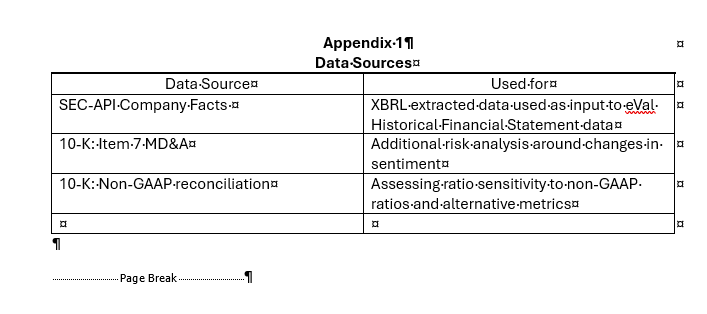 Appendix 1¶
Data Sources¤
Data Source¤ Used for¤
SEC-API Company Facts ¤ XBRL extracted data used as input to eVal
Historical Financial Statement data¤
10-K: Item 7 MD&A¤ Additional risk analysis around changes in
sentiment¤
10-K: Non-GAAP reconciliation¤ Assessing ratio sensitivity to non-GAAP
ratios and alternative metrics¤
¤ ¤
¶
Page Break ¶